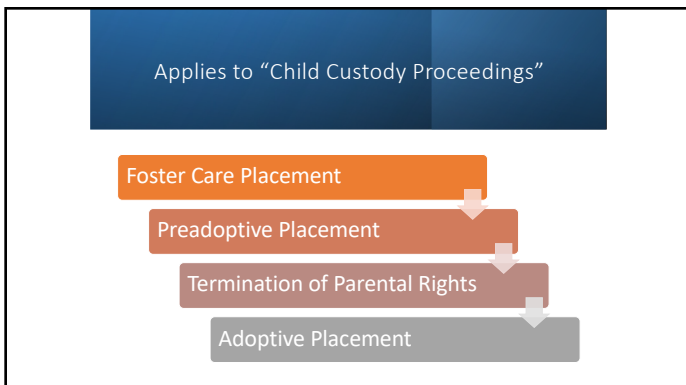 Applies to “Child Custody Proceedings”
Foster Care Placement
Preadoptive Placement
Termination of Parental Rights
Adoptive Placement